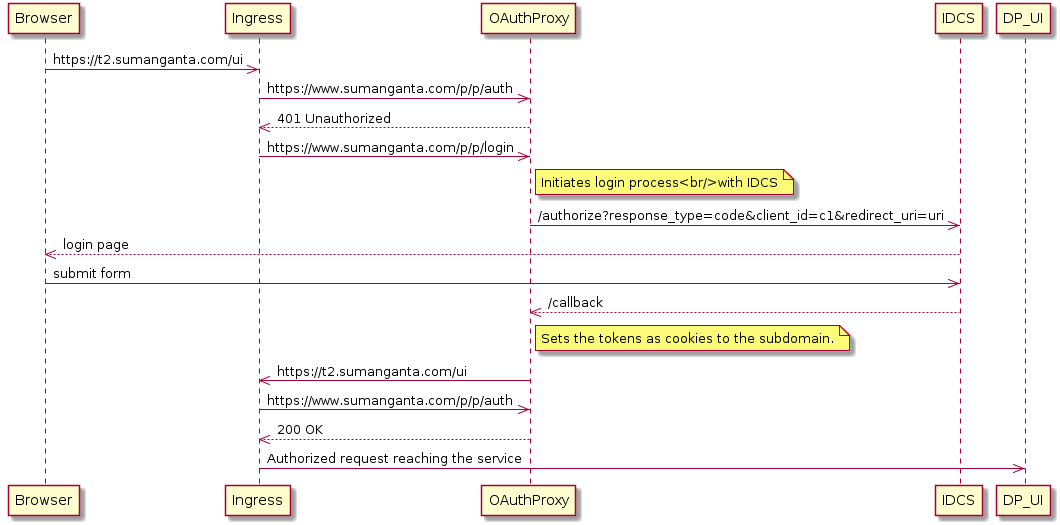 Browser
Ingress
OAuthProxy
IDCS
DP_UI
https://t2.sumanganta.com/ui
https://www.sumanganta.com/p/p/auth
401 Unauthorized
https://www.sumanganta.com/p/p/login
Initiates login process<br/>with IDCS
/authorize?response_type=code&client_id=c1&redirect_uri=uri
login page
submit form
/callback
Sets the tokens as cookies to the subdomain.
https://t2.sumanganta.com/ui
https://www.sumanganta.com/p/p/auth
200 OK
Authorized request reaching the service
Browser
Ingress
OAuthProxy
IDCS
DP_UI